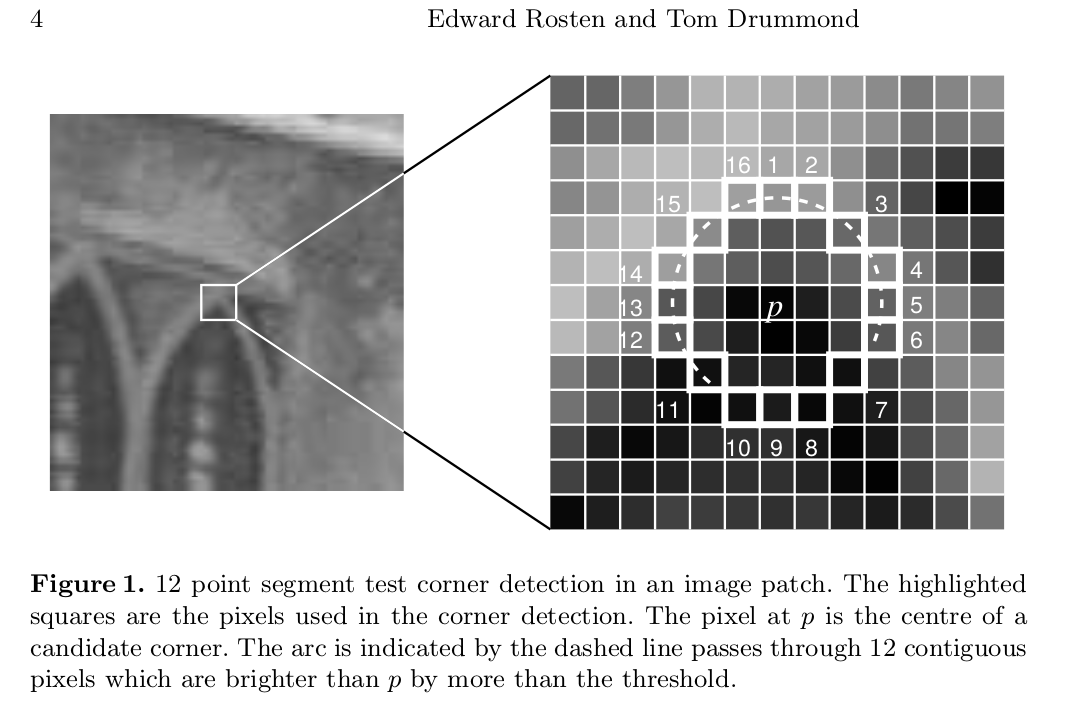 4
Edward Rosten and Tom Drummond
16 1 2
15 3
14 4
13 p 5
12 6
11 7
10 9 8
Figure 1. 12 point segment test corner detection in an image patch. The highlighted
squares are the pixels used in the corner detection. The pixel at p is the centre of a
candidate corner. The arc is indicated by the dashed line passes through 12 contiguous
pixels which are brighter than p by more than the threshold.